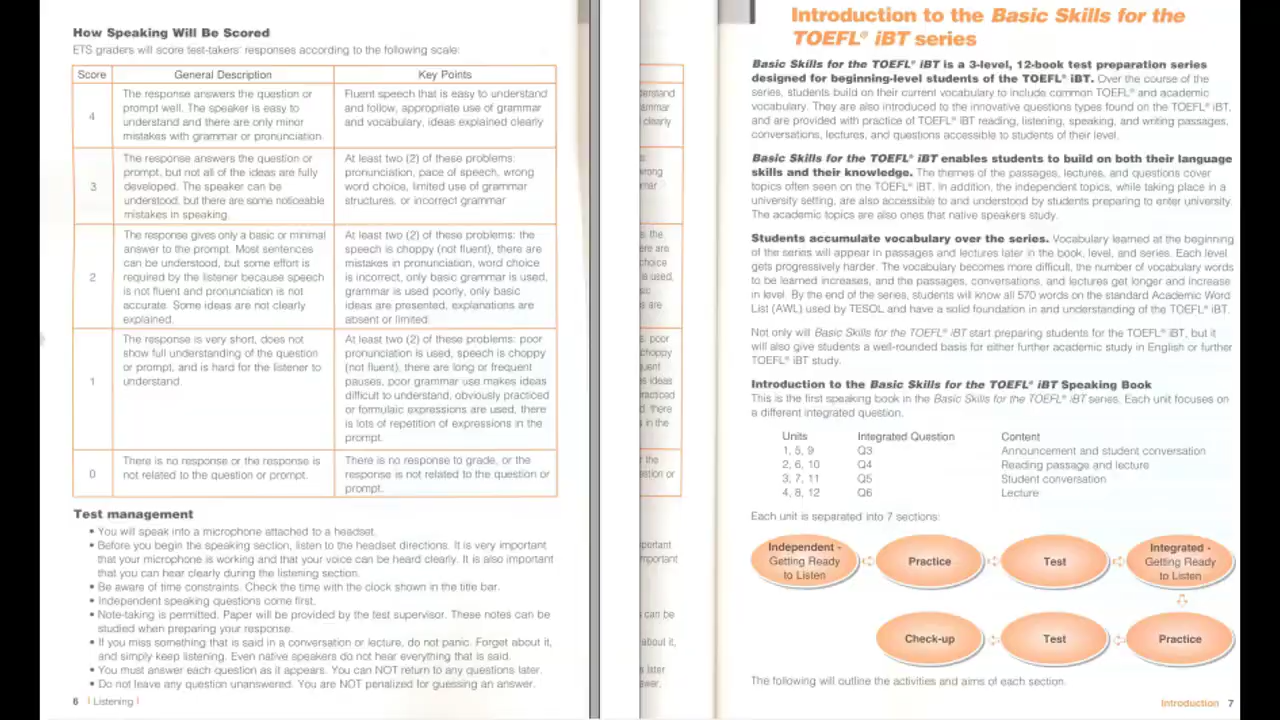 How Speaking Will Be Scored
ETS graders will score test-takers' responses according to the following scale:
Score
General Description
Key Points
4
The response answers the question or
prompt well. The speaker is easy to
understand and there are only minor
mistakes with grammar or pronunciation.
Fluent speech that is easy to understand
and follow, appropriate use of grammar
and vocabulary, ideas explained clearly
3
The response answers the question or
prompt, but not all of the ideas are fully
developed. The speaker can be
understood, but there are some noticeable
mistakes in speaking.
At least two (2) of these problems:
pronunciation, pace of speech, wrong
word choice, limited use of grammar
structures, or incorrect grammar
2
The response gives only a basic or minimal
answer to the prompt. Most sentences
can be understood, but some effort is
required by the listener because speech
is not fluent and pronunciation is not
accurate. Some ideas are not clearly
explained.
At least two (2) of these problems: the
speech is choppy (not fluent), there are
mistakes in pronunciation, word choice
is incorrect, only basic grammar is used,
grammar is used poorly, only basic
ideas are presented, explanations are
absent or limited.
1
The response is very short, does not
show full understanding of the question
or prompt, and is hard for the listener to
understand.
At least two (2) of these problems: poor
pronunciation is used, speech is choppy
(not fluent), there are long or frequent
pauses, poor grammar use makes ideas
difficult to understand, obviously practiced
or formulaic expressions are used, there
is lots of repetition of expressions in the
prompt.
0
There is no response or the response is
not related to the question or prompt.
There is no response to grade, or the
response is not related to the question or
prompt.
Test management
• You will speak into a microphone attached to a headset.
• Before you begin the speaking section, listen to the headset directions. It is very important
that your microphone is working and that your voice can be heard clearly. It is also important
that you can hear clearly during the listening section.
• Be aware of time constraints. Check the time with the clock shown in the title bar.
• Independent speaking questions come first.
• Note-taking is permitted. Paper will be provided by the test supervisor. These notes can be
studied when preparing your response.
• If you miss something that is said in a conversation or lecture, do not panic. Forget about it,
and simply keep listening. Even native speakers do not hear everything that is said.
• You must answer each question as it appears. You can NOT return to any questions later.
• Do not leave any question unanswered. You are NOT penalized for guessing an answer.
6 | Listening |
Introduction to the Basic Skills for the
TOEFL® iBT series
Basic Skills for the TOEFL® iBT is a 3-level, 12-book test preparation series
designed for beginning-level students of the TOEFL® iBT. Over the course of the
series, students build on their current vocabulary to include common TOEFL® and academic
vocabulary. They are also introduced to the innovative questions types found on the TOEFL® iBT,
and are provided with practice of TOEFL® iBT reading, listening, speaking, and writing passages,
conversations, lectures, and questions accessible to students of their level.
Basic Skills for the TOEFL® iBT enables students to build on both their language
skills and their knowledge. The themes of the passages, lectures, and questions cover
topics often seen on the TOEFL® iBT. In addition, the independent topics, while taking place in a
university setting, are also accessible to and understood by students preparing to enter university.
The academic topics are also ones that native speakers study.
Students accumulate vocabulary over the series. Vocabulary learned at the beginning
of the series will appear in passages and lectures later in the book, level, and series. Each level
gets progressively harder. The vocabulary becomes more difficult, the number of vocabulary words
to be learned increases, and the passages, conversations, and lectures get longer and increase
in level. By the end of the series, students will know all 570 words on the standard Academic Word
List (AWL) used by TESOL and have a solid foundation in and understanding of the TOEFL® iBT.
Not only will Basic Skills for the TOEFL® iBT start preparing students for the TOEFL® iBT, but it
will also give students a well-rounded basis for either further academic study in English or further
TOEFL® iBT study.
Introduction to the Basic Skills for the TOEFL® iBT Speaking Book
This is the first speaking book in the Basic Skills for the TOEFL® iBT series. Each unit focuses on
a different integrated question.
Units Integrated Question Content
1, 5, 9 Q3 Announcement and student conversation
2, 6, 10 Q4 Reading passage and lecture
3, 7, 11 Q5 Student conversation
4, 8, 12 Q6 Lecture
Each unit is separated into 7 sections:
Independent -
Getting Ready
to Listen
Practice
Test
Integrated -
Getting Ready
to Listen
Check-up
Test
Practice
The following will outline the activities and aims of each section.
Introduction 7